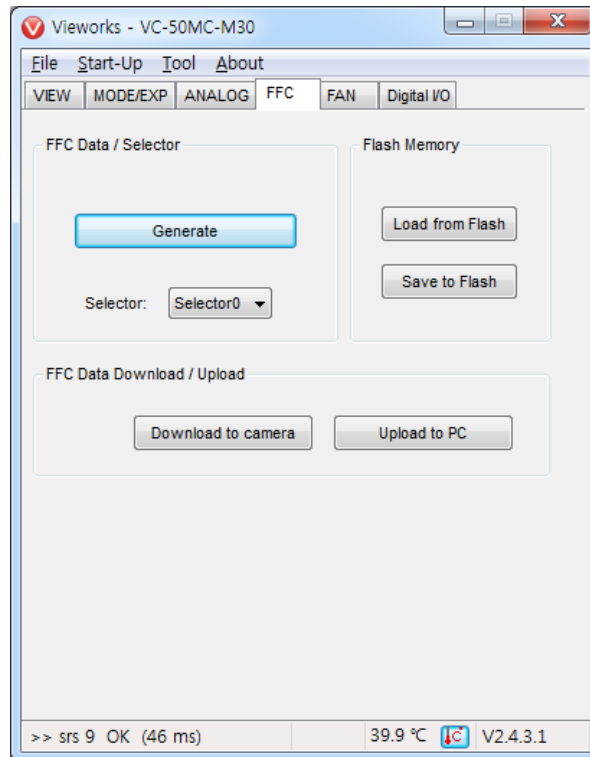 Vieworks - VC-50MC-M30
File Start-Up Tool About
VIEW MODE/EXP ANALOG FFC FAN Digital I/O
FFC Data / Selector
Flash Memory
Generate
Load from Flash
Save to Flash
Selector: Selector0
FFC Data Download / Upload
Download to camera Upload to PC
>> srs 9 OK (46 ms) 39.9 ℃ C V2.4.3.1